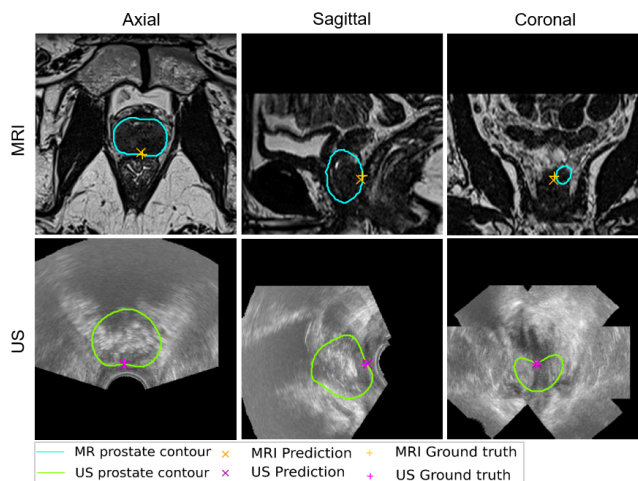 Axial Sagittal Coronal
MRI
US
MR prostate contour MRI Prediction MRI Ground truth
US prostate contour US Prediction US Ground truth